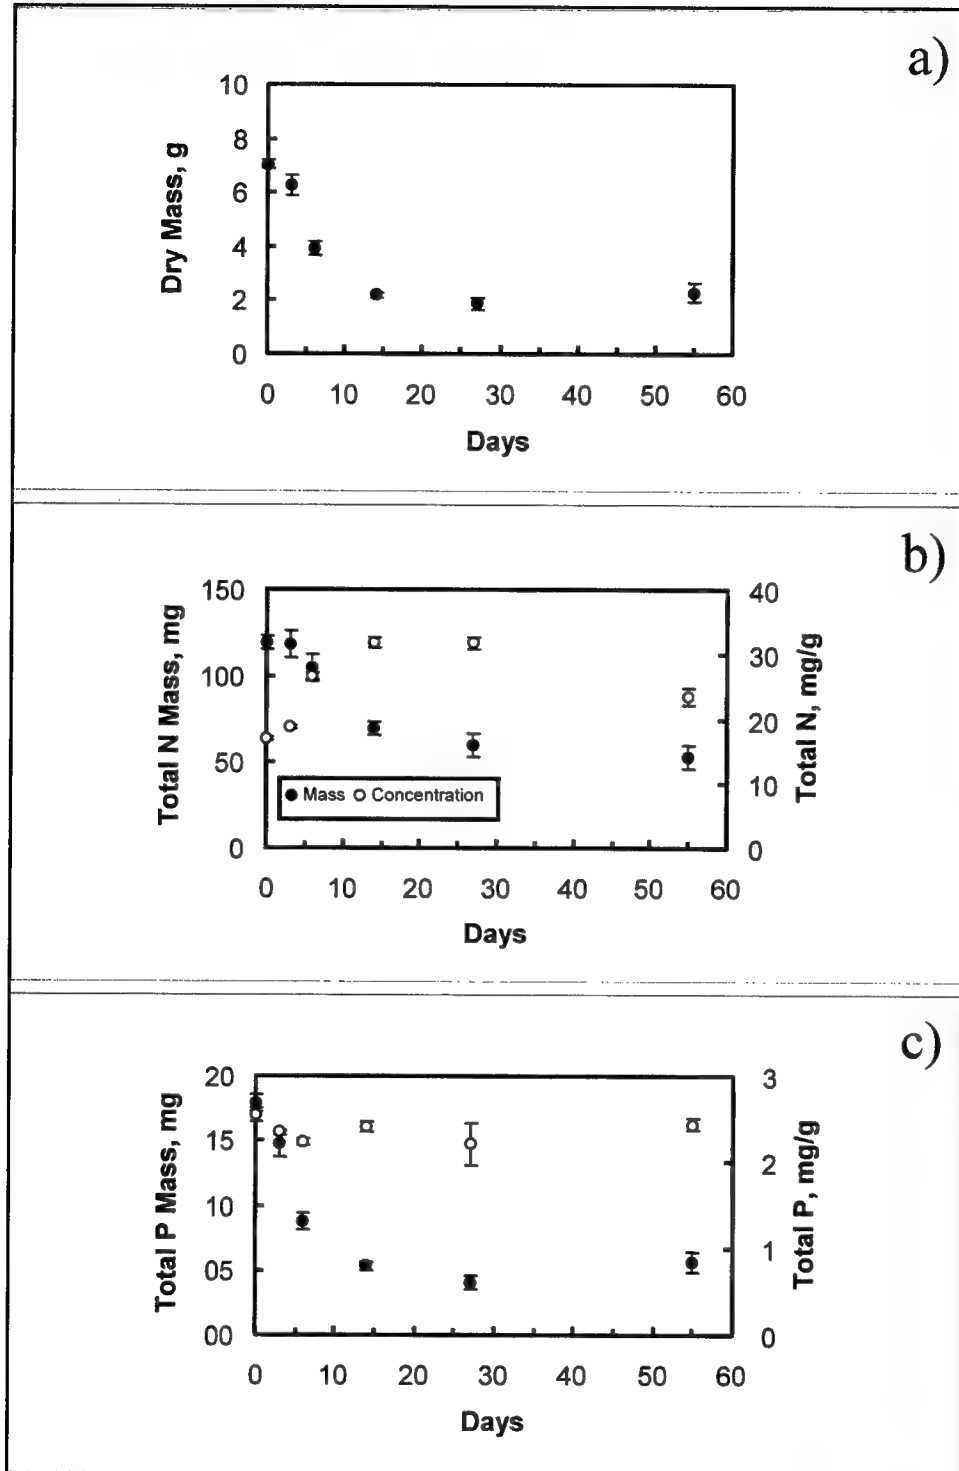 a)
10
8
6
4
2
0
Dry Mass, g
0 10 20 30 40 50 60
Days
b)
150
100
50
0
Total N Mass, mg
40
30
20
10
0
Total N, mg/g
Mass Concentration
0 10 20 30 40 50 60
Days
c)
20
15
10
05
00
Total P Mass, mg
3
2
1
0
Total P, mg/g
0 10 20 30 40 50 60
Days